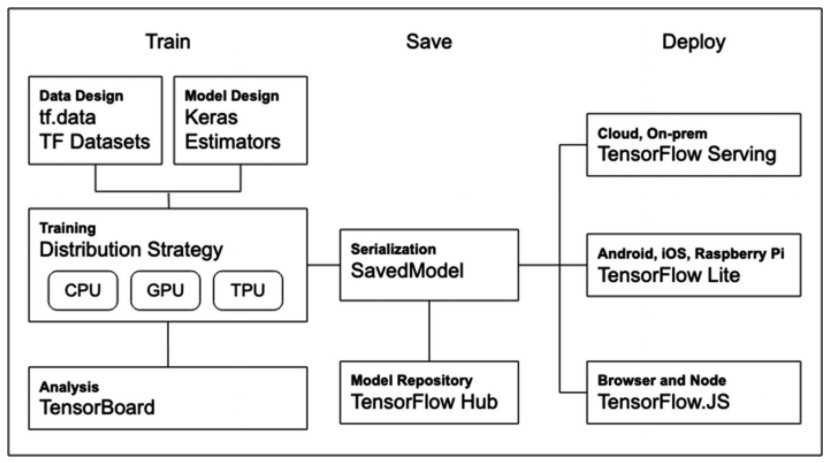 Train
Save
Deploy
Data Design
tf.data
TF Datasets
Model Design
Keras
Estimators
Training
Distribution Strategy
CPU
GPU
TPU
Analysis
TensorBoard
Serialization
SavedModel
Model Repository
TensorFlow Hub
Cloud, On-prem
TensorFlow Serving
Android, iOS, Raspberry Pi
TensorFlow Lite
Browser and Node
TensorFlow.JS